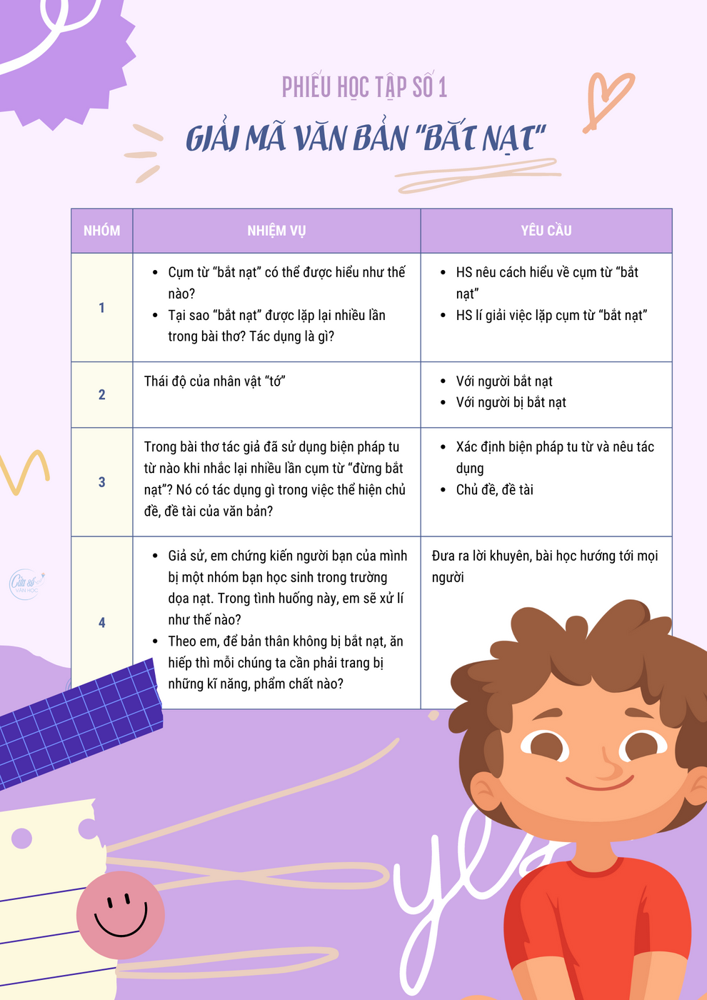 PHIẾU HỌC TẬP SỐ 1
GIẢI MÃ VĂN BẢN "BẮT NẠT"
NHÓM
NHIỆM VỤ
YÊU CẦU
1
• Cụm từ “bắt nạt” có thể được hiểu như thế
nào?
• Tại sao “bắt nạt” được lặp lại nhiều lần
trong bài thơ? Tác dụng là gì?
• HS nêu cách hiểu về cụm từ “bắt
nạt”
• HS lí giải việc lặp cụm từ “bắt nạt”
2
Thái độ của nhân vật “tớ”
• Với người bắt nạt
• Với người bị bắt nạt
3
Trong bài thơ tác giả đã sử dụng biện pháp tu
từ nào khi nhắc lại nhiều lần cụm từ “đừng bắt
nạt”? Nó có tác dụng gì trong việc thể hiện chủ
đề, đề tài của văn bản?
• Xác định biện pháp tu từ và nêu tác
dụng
• Chủ đề, đề tài
4
• Giả sử, em chứng kiến người bạn của mình
bị một nhóm bạn học sinh trong trường
dọa nạt. Trong tình huống này, em sẽ xử lí
như thế nào?
• Theo em, để bản thân không bị bắt nạt, ăn
hiếp thì mỗi chúng ta cần phải trang bị
những kĩ năng, phẩm chất nào?
Đưa ra lời khuyên, bài học hướng tới mọi
người
Cửa sổ
VĂN HỌC
yes